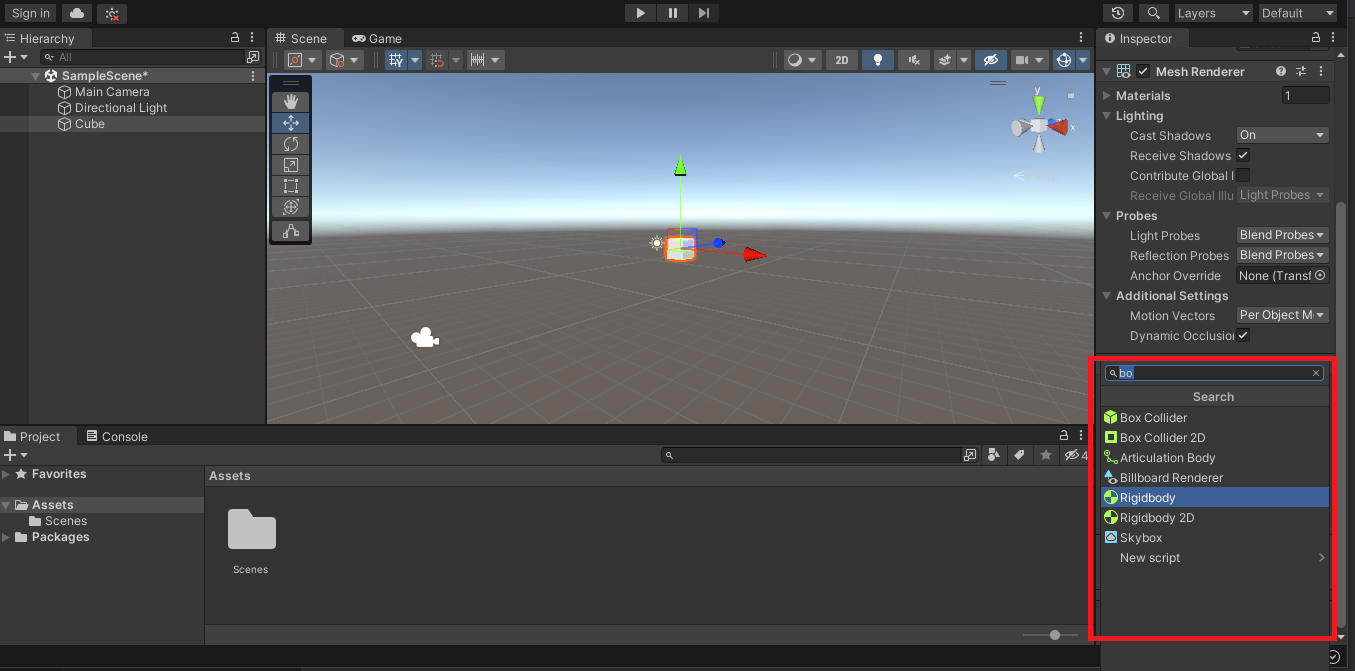 Sign in
Layers
Default
Hierarchy
All
SampleScene*
Main Camera
Directional Light
Cube
Scene
Game
2D
y
x
Inspector
Mesh Renderer
Materials
1
Lighting
Cast Shadows
On
Receive Shadows
Contribute Global I
Receive Global Illu
Light Probes
Probes
Light Probes
Blend Probes
Reflection Probes
Blend Probes
Anchor Override
None (Transf
Additional Settings
Motion Vectors
Per Object M
Dynamic Occlusion
bo
Search
Box Collider
Box Collider 2D
Articulation Body
Billboard Renderer
Rigidbody
Rigidbody 2D
Skybox
New script
Project
Console
4
Favorites
Assets
Scenes
Packages
Assets
Scenes